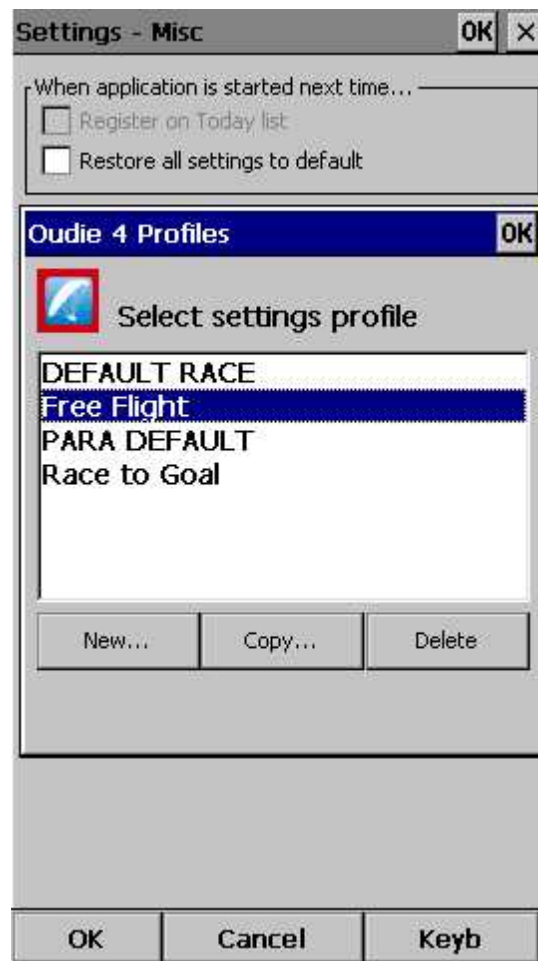 Settings - Misc OK ×
When application is started next time...
Register on Today list
Restore all settings to default
Oudie 4 Profiles OK
Select settings profile
DEFAULT RACE
Free Flight
PARA DEFAULT
Race to Goal
New... Copy... Delete
OK Cancel Keyb